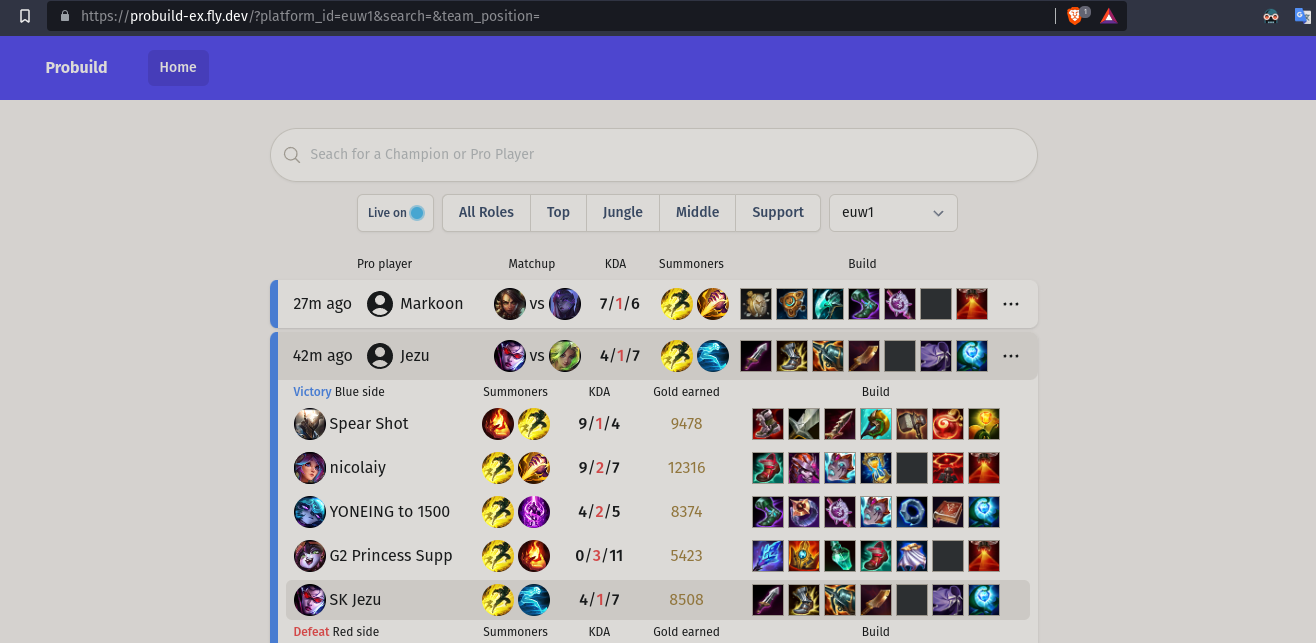 https://probuild-ex.fly.dev/?platform_id=euw1&search=&team_position=
1
Probuild Home
Seach for a Champion or Pro Player
Live on All Roles Top Jungle Middle Support euw1
Pro player Matchup KDA Summoners Build
27m ago Markoon vs 7/1/6 ...
42m ago Jezu vs 4/1/7 ...
Victory Blue side Summoners KDA Gold earned Build
Spear Shot 9/1/4 9478
nicolaiy 9/2/7 12316
YONEING to 1500 4/2/5 8374
G2 Princess Supp 0/3/11 5423
SK Jezu 4/1/7 8508
Defeat Red side Summoners KDA Gold earned Build